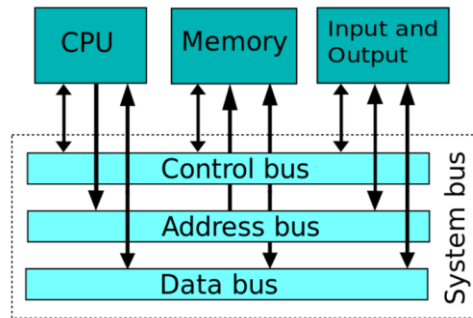 CPU
Memory
Input and
Output
Control bus
Address bus
Data bus
System bus